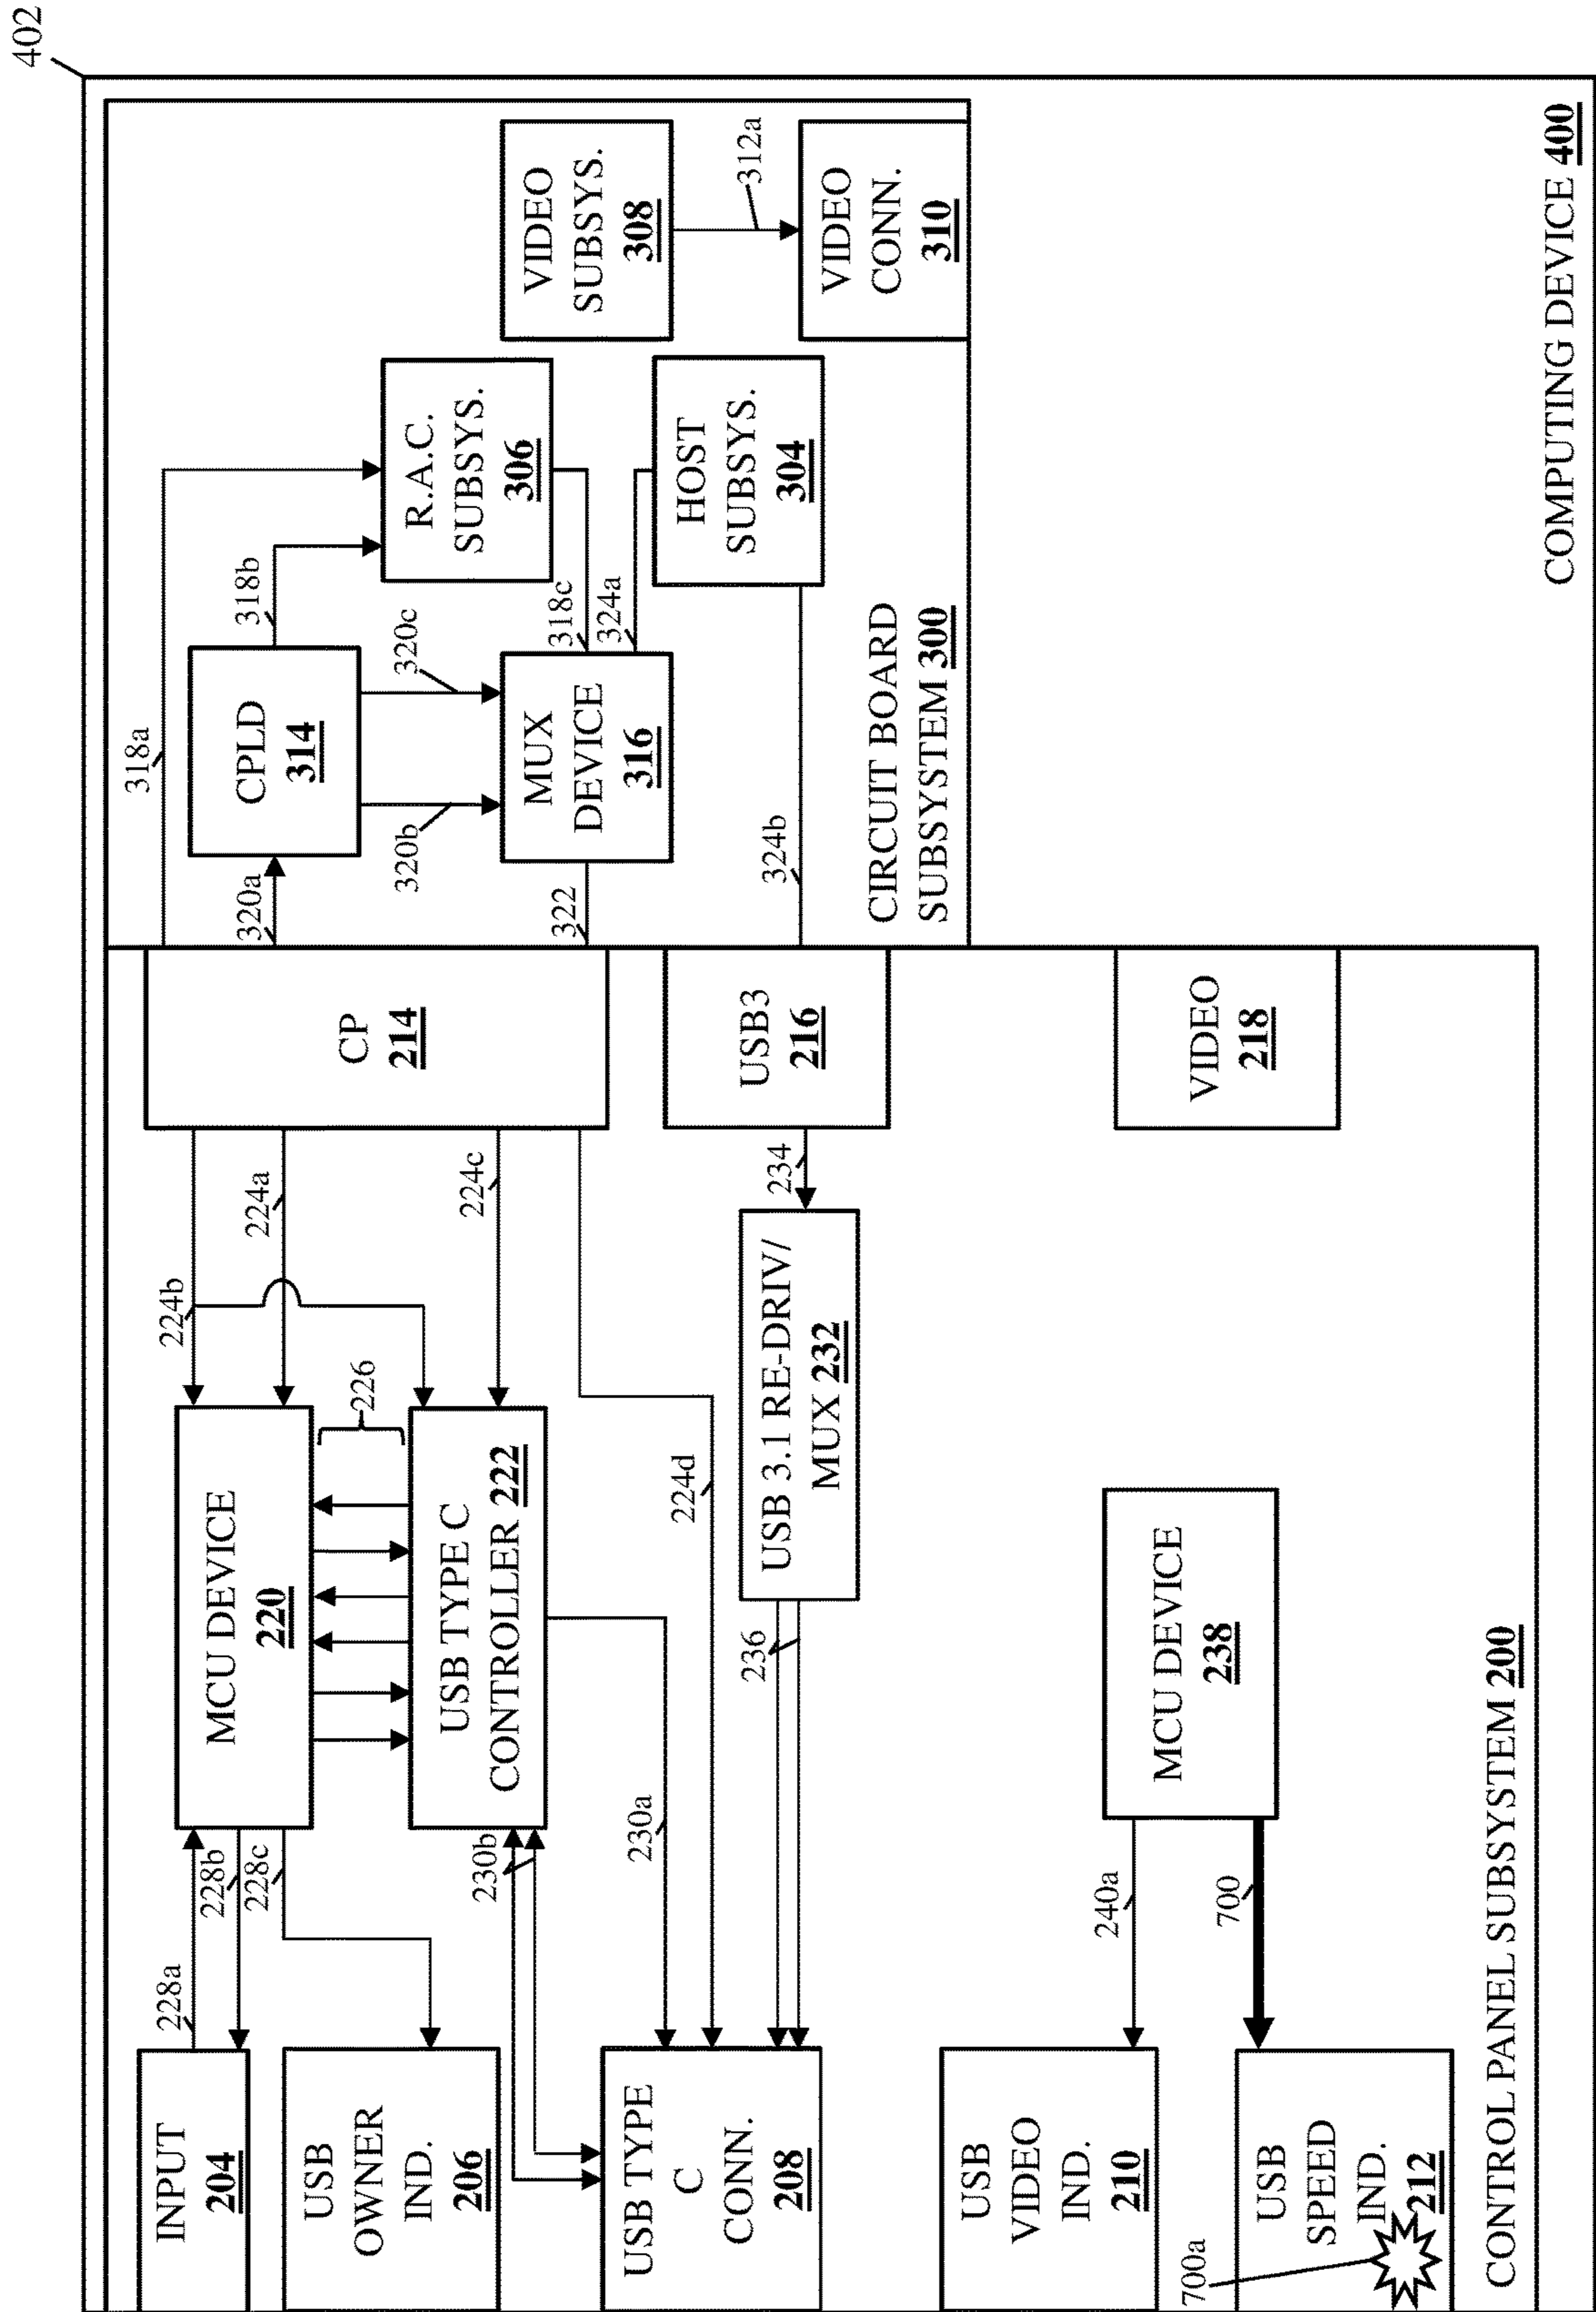 402
INPUT
204
228a
228b
228c
MCU DEVICE
220
224b
224a
CP
214
318a
320a
CPLD
314
318b
320b
320c
R.A.C.
SUBSYS.
306
USB
OWNER
IND.
206
230b
USB TYPE C
CONTROLLER 222
226
224c
322
MUX
DEVICE
316
318c
324a
HOST
SUBSYS.
304
VIDEO
SUBSYS.
308
312a
VIDEO
CONN.
310
USB TYPE
C
CONN.
208
230a
224d
236
USB 3.1 RE-DRIV/
MUX 232
234
USB3
216
324b
CIRCUIT BOARD
SUBSYSTEM 300
USB
VIDEO
IND.
210
240a
MCU DEVICE
238
VIDEO
218
700
700a
USB
SPEED
IND.
212
CONTROL PANEL SUBSYSTEM 200
COMPUTING DEVICE 400